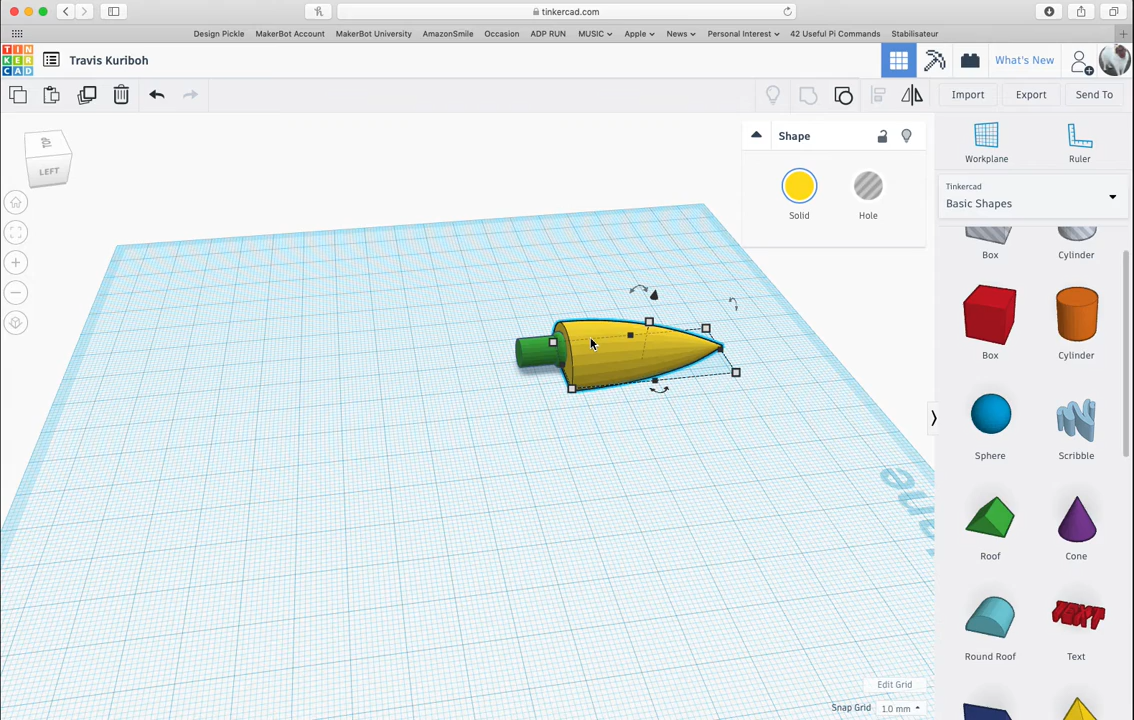 tinkercad.com
Design Pickle MakerBot Account MakerBot University AmazonSmile Occasion ADP RUN MUSIC Apple News Personal Interest 42 Useful Pi Commands Stabilisateur
TIN
KER
CAD
Travis Kuriboh
What's New
Import Export Send To
TOP
LEFT
Shape
Solid Hole
Workplane Ruler
Tinkercad
Basic Shapes
Box Cylinder
Box Cylinder
Sphere Scribble
Roof Cone
TEXT
Round Roof Text
Edit Grid
Snap Grid 1.0 mm